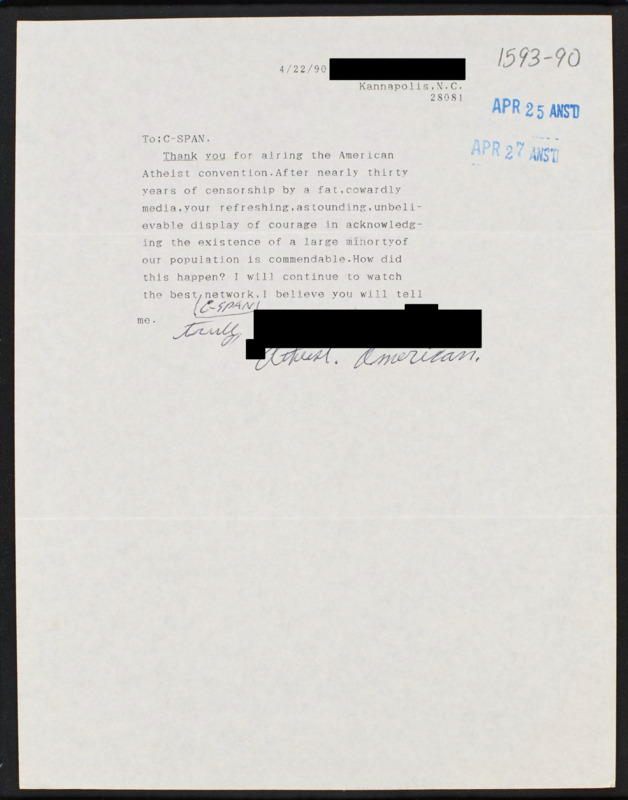 1593-90
4/22/90
Kannapolis,N.C.
28081
APR 25 ANS'D
APR 27 ANS'D
To:C-SPAN.
Thank you for airing the American
Atheist convention.After nearly thirty
years of censorship by a fat,cowardly
media,your refreshing,astounding,unbeli-
evable display of courage in acknowledg-
ing the existence of a large minortyof
our population is commendable.How did
this happen? I will continue to watch
the best network.I believe you will tell
(C-SPAN)
me.
truly,
Atheist. American.